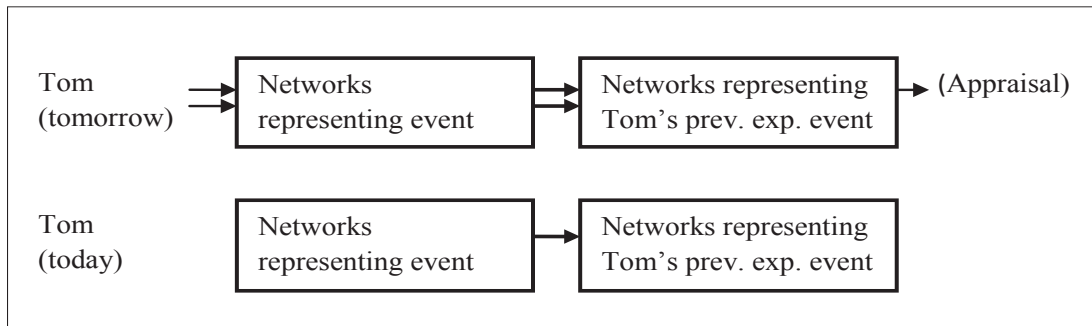 Tom
(tomorrow)
Networks
representing event
Networks representing
Tom’s prev. exp. event
(Appraisal)
Tom
(today)
Networks
representing event
Networks representing
Tom’s prev. exp. event